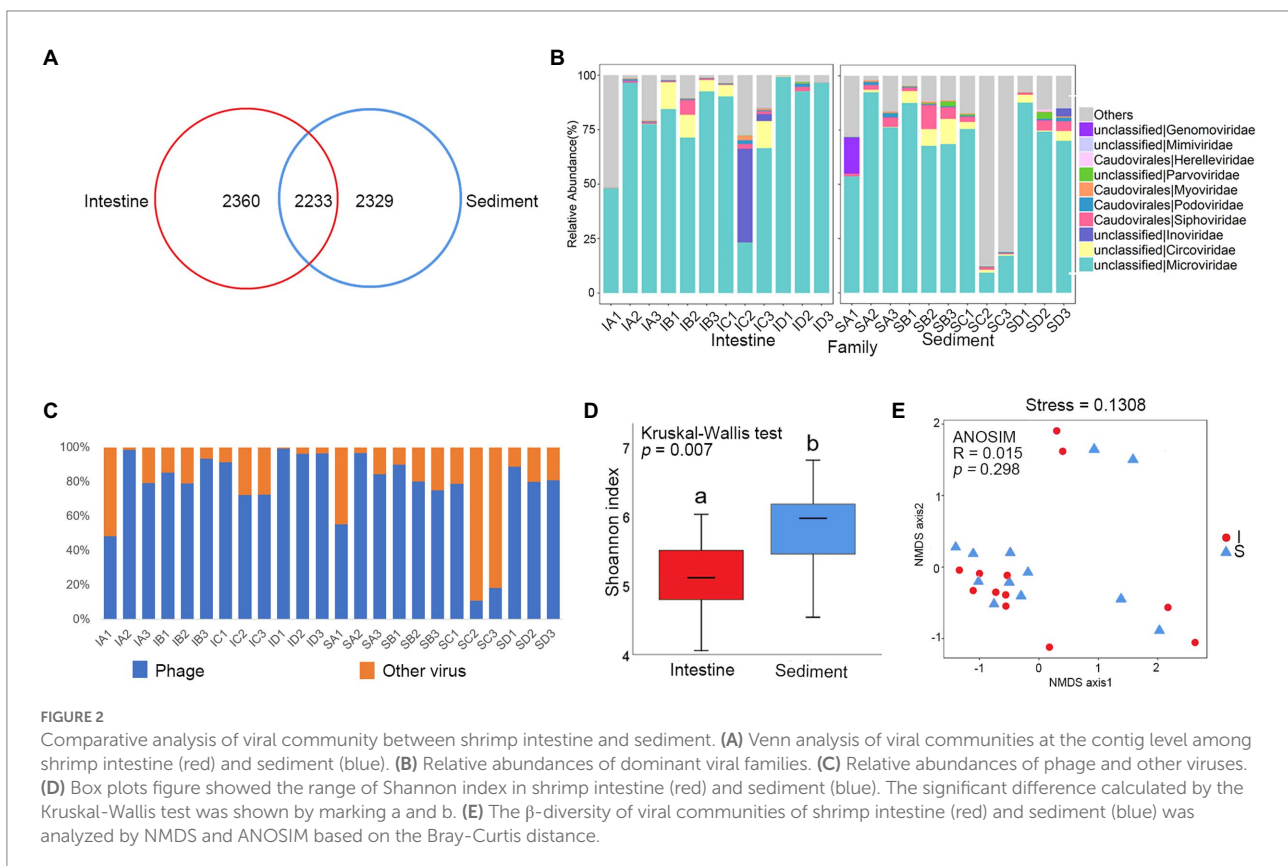 A
Intestine
2360
2233
2329
Sediment
B
Relative Abundance(%)
100
75
50
25
0
IA1
IA2
IA3
IB1
IB2
IB3
IC1
IC2
IC3
ID1
ID2
ID3
SA1
SA2
SA3
SB1
SB2
SB3
SC1
SC2
SC3
SD1
SD2
SD3
Intestine
Family
Sediment
Others
unclassified|Genomoviridae
unclassified|Mimiviridae
Caudovirales|Herelleviridae
unclassified|Parvoviridae
Caudovirales|Myoviridae
Caudovirales|Podoviridae
Caudovirales|Siphoviridae
unclassified|Inoviridae
unclassified|Circoviridae
unclassified|Microviridae
C
100%
80%
60%
40%
20%
0%
IA1
IA2
IA3
IB1
IB2
IB3
IC1
IC2
IC3
ID1
ID2
ID3
SA1
SA2
SA3
SB1
SB2
SB3
SC1
SC2
SC3
SD1
SD2
SD3
Phage
Other virus
D
Kruskal-Wallis test
p = 0.007
a
b
Shoannon index
7
6
5
4
Intestine
Sediment
E
Stress = 0.1308
ANOSIM
R = 0.015
p = 0.298
NMDS axis2
2
1
0
-1
-1
0
1
2
NMDS axis1
I
S
FIGURE 2
Comparative analysis of viral community between shrimp intestine and sediment. (A) Venn analysis of viral communities at the contig level among
shrimp intestine (red) and sediment (blue). (B) Relative abundances of dominant viral families. (C) Relative abundances of phage and other viruses.
(D) Box plots figure showed the range of Shannon index in shrimp intestine (red) and sediment (blue). The significant difference calculated by the
Kruskal-Wallis test was shown by marking a and b. (E) The β-diversity of viral communities of shrimp intestine (red) and sediment (blue) was
analyzed by NMDS and ANOSIM based on the Bray-Curtis distance.